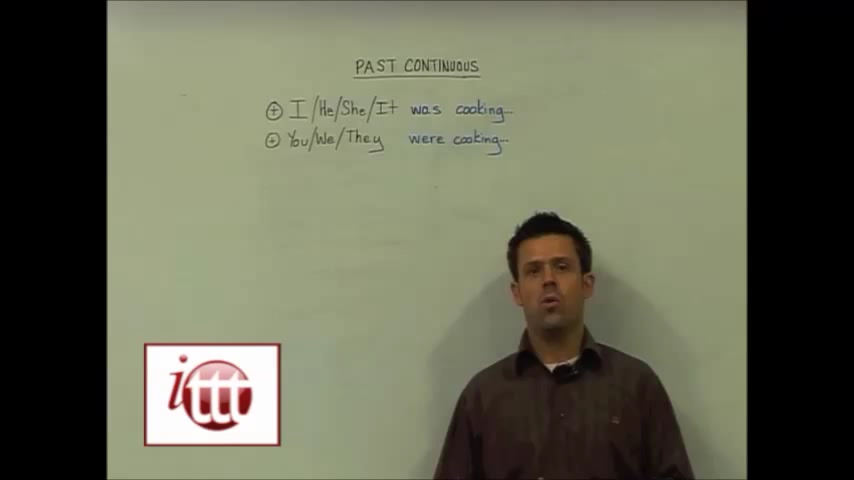 PAST CONTINUOUS
⊕ I/He/She/It was cooking...
⊕ You/We/They were cooking...
ittt